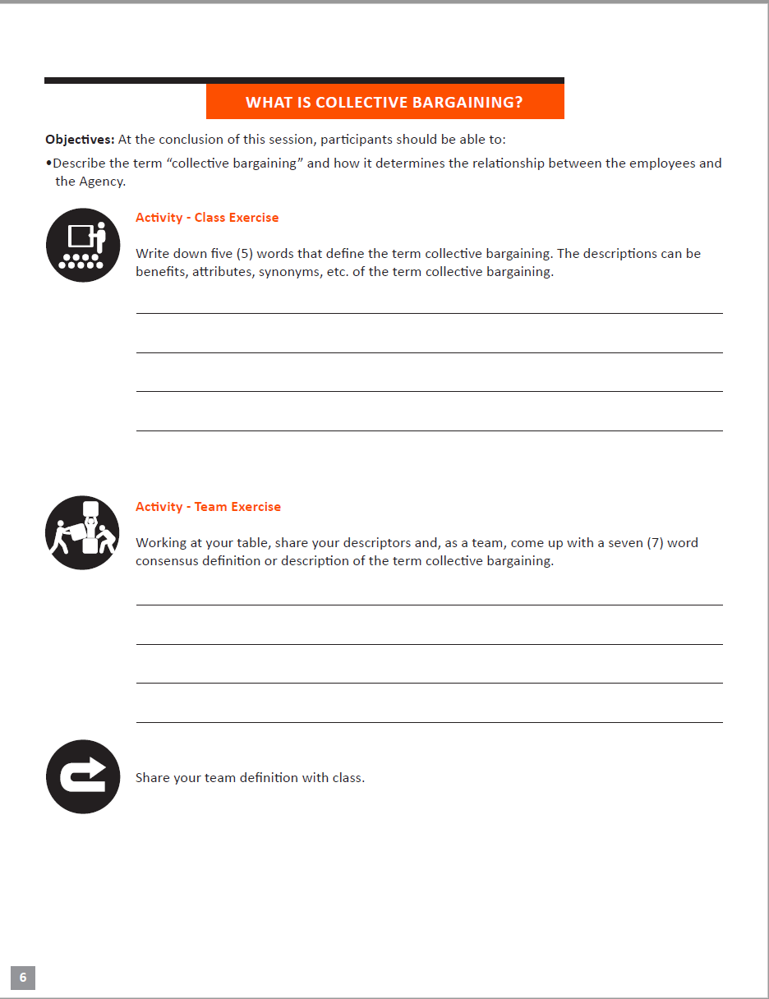 WHAT IS COLLECTIVE BARGAINING?
Objectives: At the conclusion of this session, participants should be able to:
•Describe the term “collective bargaining” and how it determines the relationship between the employees and
the Agency.
Activity - Class Exercise
Write down five (5) words that define the term collective bargaining. The descriptions can be
benefits, attributes, synonyms, etc. of the term collective bargaining.
Activity - Team Exercise
Working at your table, share your descriptors and, as a team, come up with a seven (7) word
consensus definition or description of the term collective bargaining.
Share your team definition with class.
6